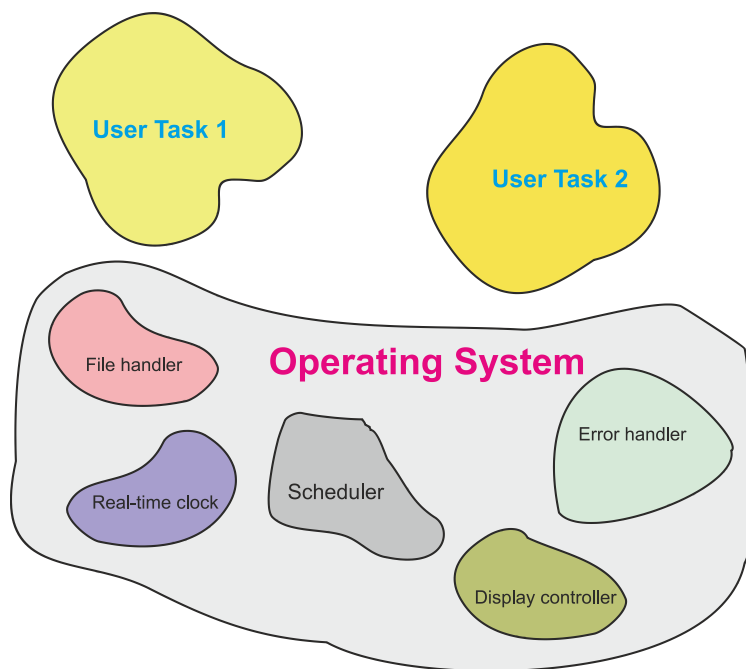 User Task 1
User Task 2
Operating System
File handler
Error handler
Scheduler
Real-time clock
Display controller